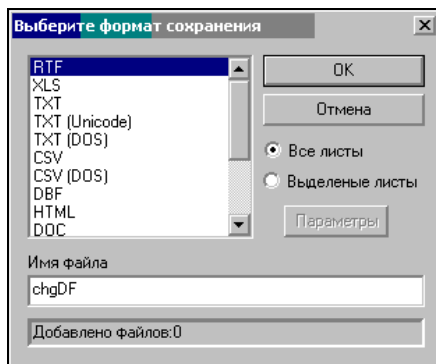 Выберите формат сохранения
RTF
XLS
TXT
TXT (Unicode)
TXT (DOS)
CSV
CSV (DOS)
DBF
HTML
DOC
OK
Отмена
Все листы
Выделеные листы
Параметры
Имя файла
chgDF
Добавлено файлов:0